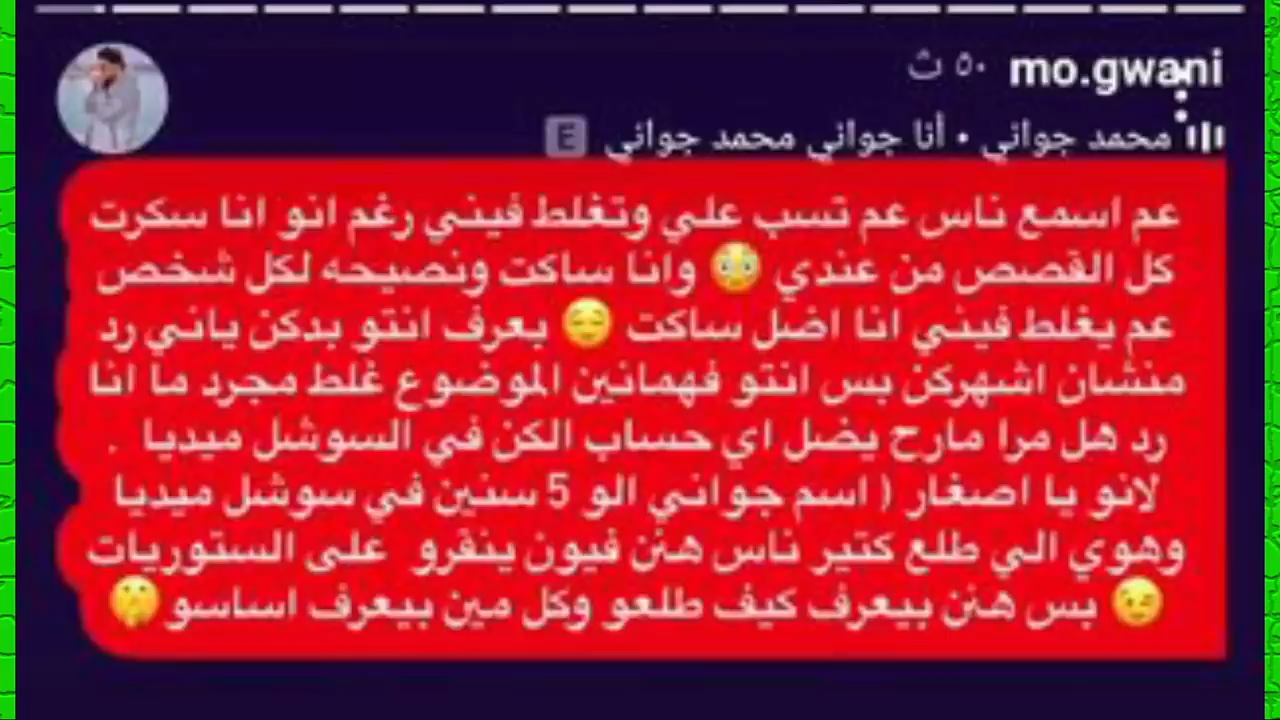 mo.gwani ٥٠ ث
محمد جواني • أنا جواني محمد جواني E
عم اسمع ناس عم تسب علي وتغلط فيني رغم انو انا سكرت
كل القصص من عندي 😳 وانا ساكت ونصيحه لكل شخص
عم يغلط فيني انا اضل ساكت 😌 بعرف انتو بدكن ياني رد
منشان اشهركن بس انتو فهمانين الموضوع غلط مجرد ما انا
رد هل مرا مارح يضل اي حساب الكن في السوشل ميديا .
لانو يا اصغار ( اسم جواني الو 5 سنين في سوشل ميديا
وهوي الي طلع كتير ناس هنن فيون ينقرو على الستوريات
😉 بس هنن بيعرف كيف طلعو وكل مين بيعرف اساسو 🤫